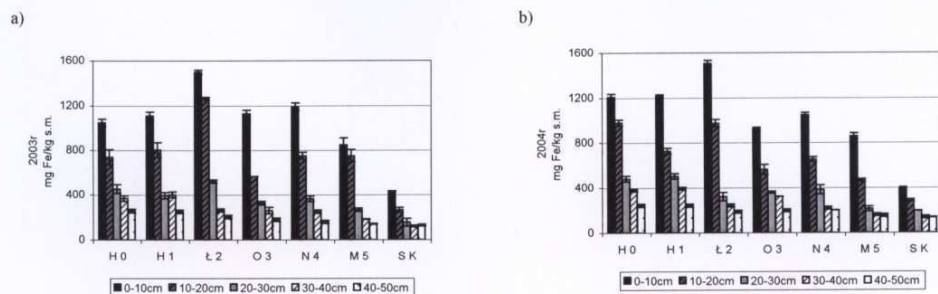 a)
2003r
mg Fe/kg s.m.
1600
1200
800
400
0
H 0 H 1 Ł 2 O 3 N 4 M 5 S K
0-10cm 10-20cm 20-30cm 30-40cm 40-50cm
b)
2004r
mg Fe/kg s.m.
1600
1200
800
400
0
H 0 H 1 Ł 2 O 3 N 4 M 5 S K
0-10cm 10-20cm 20-30cm 30-40cm 40-50cm